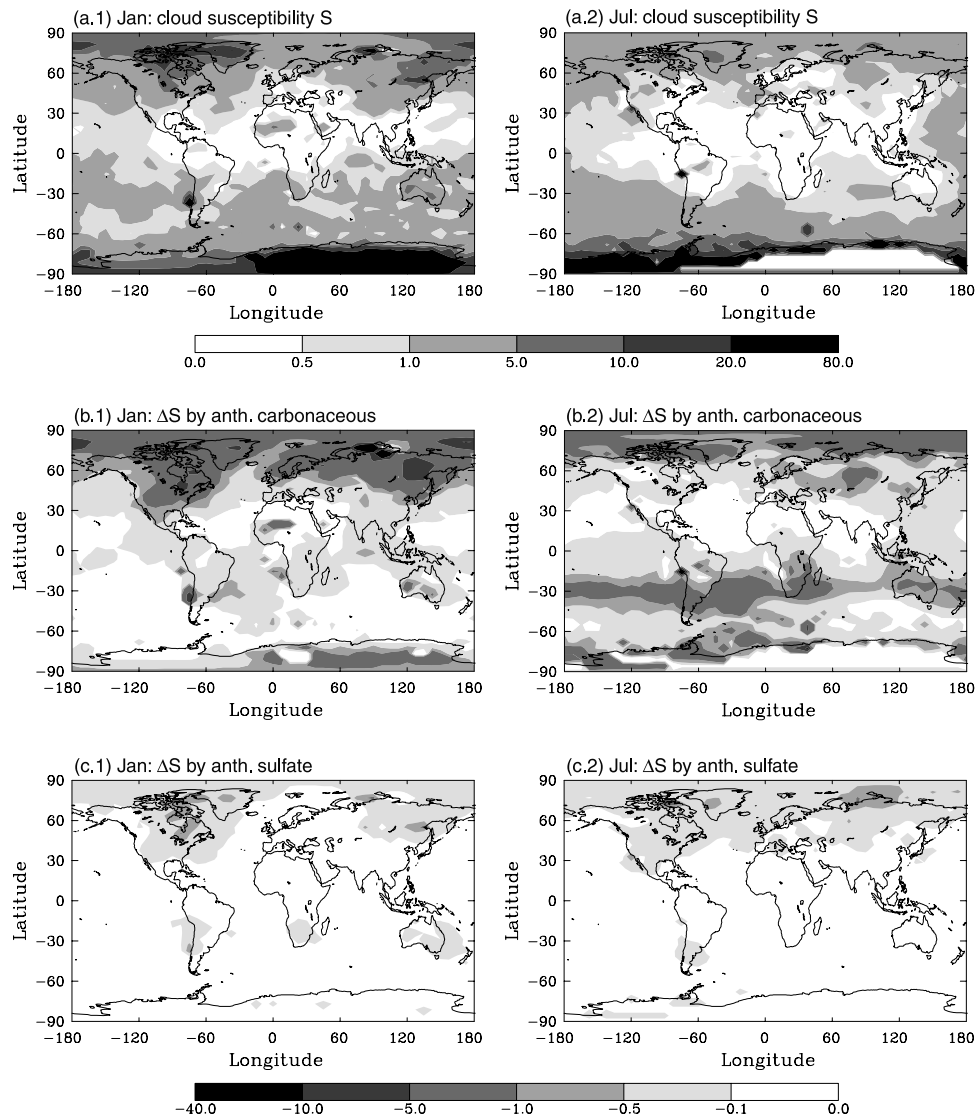 (a.1) Jan: cloud susceptibility S
(a.2) Jul: cloud susceptibility S
90
60
30
0
−30
−60
−90
Latitude
−180 −120 −60 0 60 120 180
Longitude
90
60
30
0
−30
−60
−90
Latitude
−180 −120 −60 0 60 120 180
Longitude
0.0 0.5 1.0 5.0 10.0 20.0 80.0
(b.1) Jan: ΔS by anth. carbonaceous
(b.2) Jul: ΔS by anth. carbonaceous
90
60
30
0
−30
−60
−90
Latitude
−180 −120 −60 0 60 120 180
Longitude
90
60
30
0
−30
−60
−90
Latitude
−180 −120 −60 0 60 120 180
Longitude
(c.1) Jan: ΔS by anth. sulfate
(c.2) Jul: ΔS by anth. sulfate
90
60
30
0
−30
−60
−90
Latitude
−180 −120 −60 0 60 120 180
Longitude
90
60
30
0
−30
−60
−90
Latitude
−180 −120 −60 0 60 120 180
Longitude
−40.0 −10.0 −5.0 −1.0 −0.5 −0.1 0.0